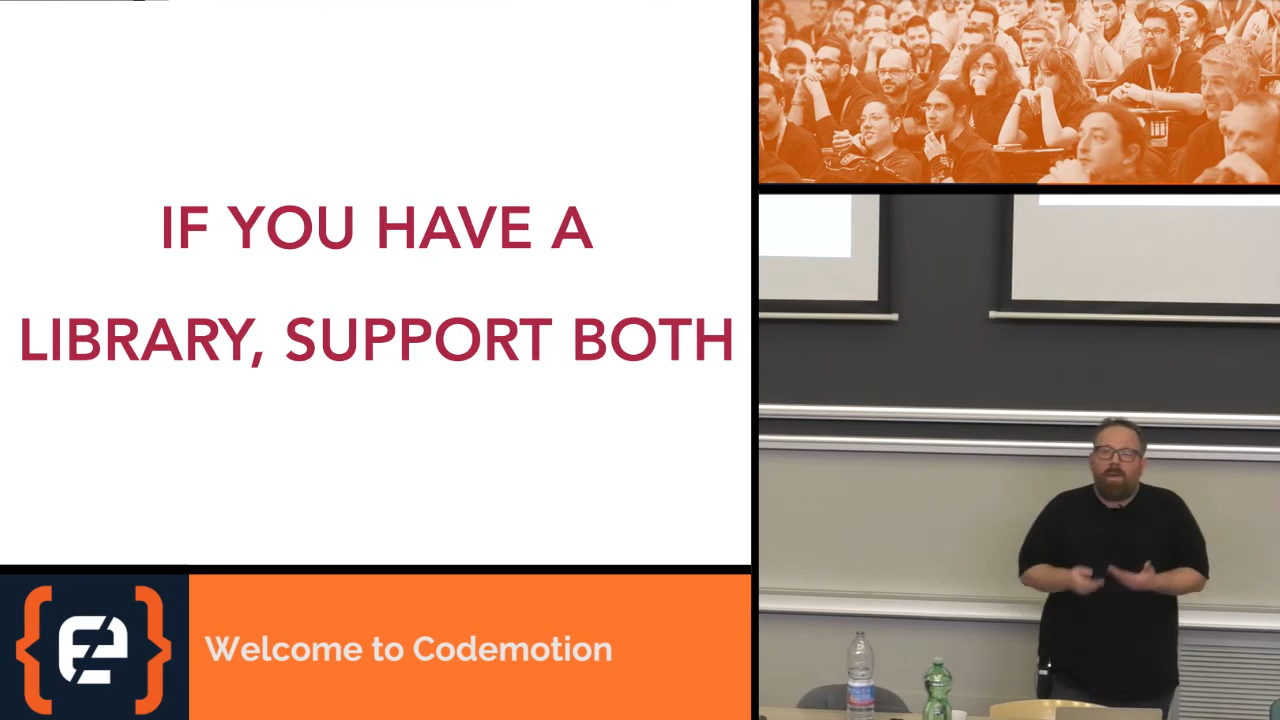 IF YOU HAVE A
LIBRARY, SUPPORT BOTH
Welcome to Codemotion